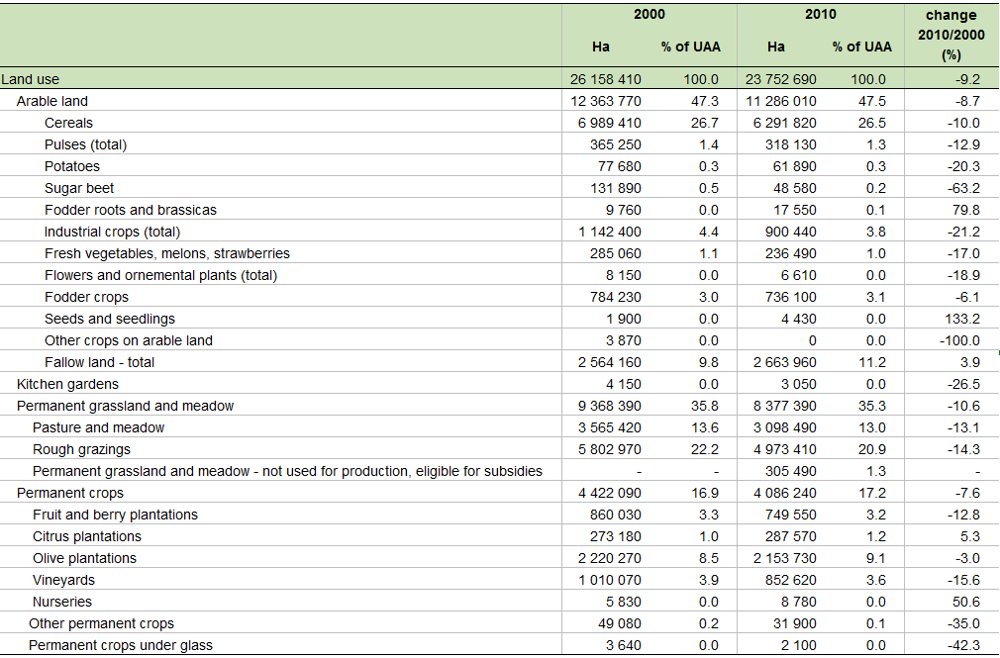 2000 2010 change
2010/2000
Ha % of UAA Ha % of UAA
(%)
Land use 26 158 410 100.0 23 752 690 100.0 -9.2
Arable land 12 363 770 47.3 11 286 010 47.5 -8.7
Cereals 6 989 410 26.7 6 291 820 26.5 -10.0
Pulses (total) 365 250 1.4 318 130 1.3 -12.9
Potatoes 77 680 0.3 61 890 0.3 -20.3
Sugar beet 131 890 0.5 48 580 0.2 -63.2
Fodder roots and brassicas 9 760 0.0 17 550 0.1 79.8
Industrial crops (total) 1 142 400 4.4 900 440 3.8 -21.2
Fresh vegetables, melons, strawberries 285 060 1.1 236 490 1.0 -17.0
Flowers and ornemental plants (total) 8 150 0.0 6 610 0.0 -18.9
Fodder crops 784 230 3.0 736 100 3.1 -6.1
Seeds and seedlings 1 900 0.0 4 430 0.0 133.2
Other crops on arable land 3 870 0.0 0 0.0 -100.0
Fallow land - total 2 564 160 9.8 2 663 960 11.2 3.9
Kitchen gardens 4 150 0.0 3 050 0.0 -26.5
Permanent grassland and meadow 9 368 390 35.8 8 377 390 35.3 -10.6
Pasture and meadow 3 565 420 13.6 3 098 490 13.0 -13.1
Rough grazings 5 802 970 22.2 4 973 410 20.9 -14.3
Permanent grassland and meadow - not used for production, eligible for subsidies - - 305 490 1.3 -
Permanent crops 4 422 090 16.9 4 086 240 17.2 -7.6
Fruit and berry plantations 860 030 3.3 749 550 3.2 -12.8
Citrus plantations 273 180 1.0 287 570 1.2 5.3
Olive plantations 2 220 270 8.5 2 153 730 9.1 -3.0
Vineyards 1 010 070 3.9 852 620 3.6 -15.6
Nurseries 5 830 0.0 8 780 0.0 50.6
Other permanent crops 49 080 0.2 31 900 0.1 -35.0
Permanent crops under glass 3 640 0.0 2 100 0.0 -42.3